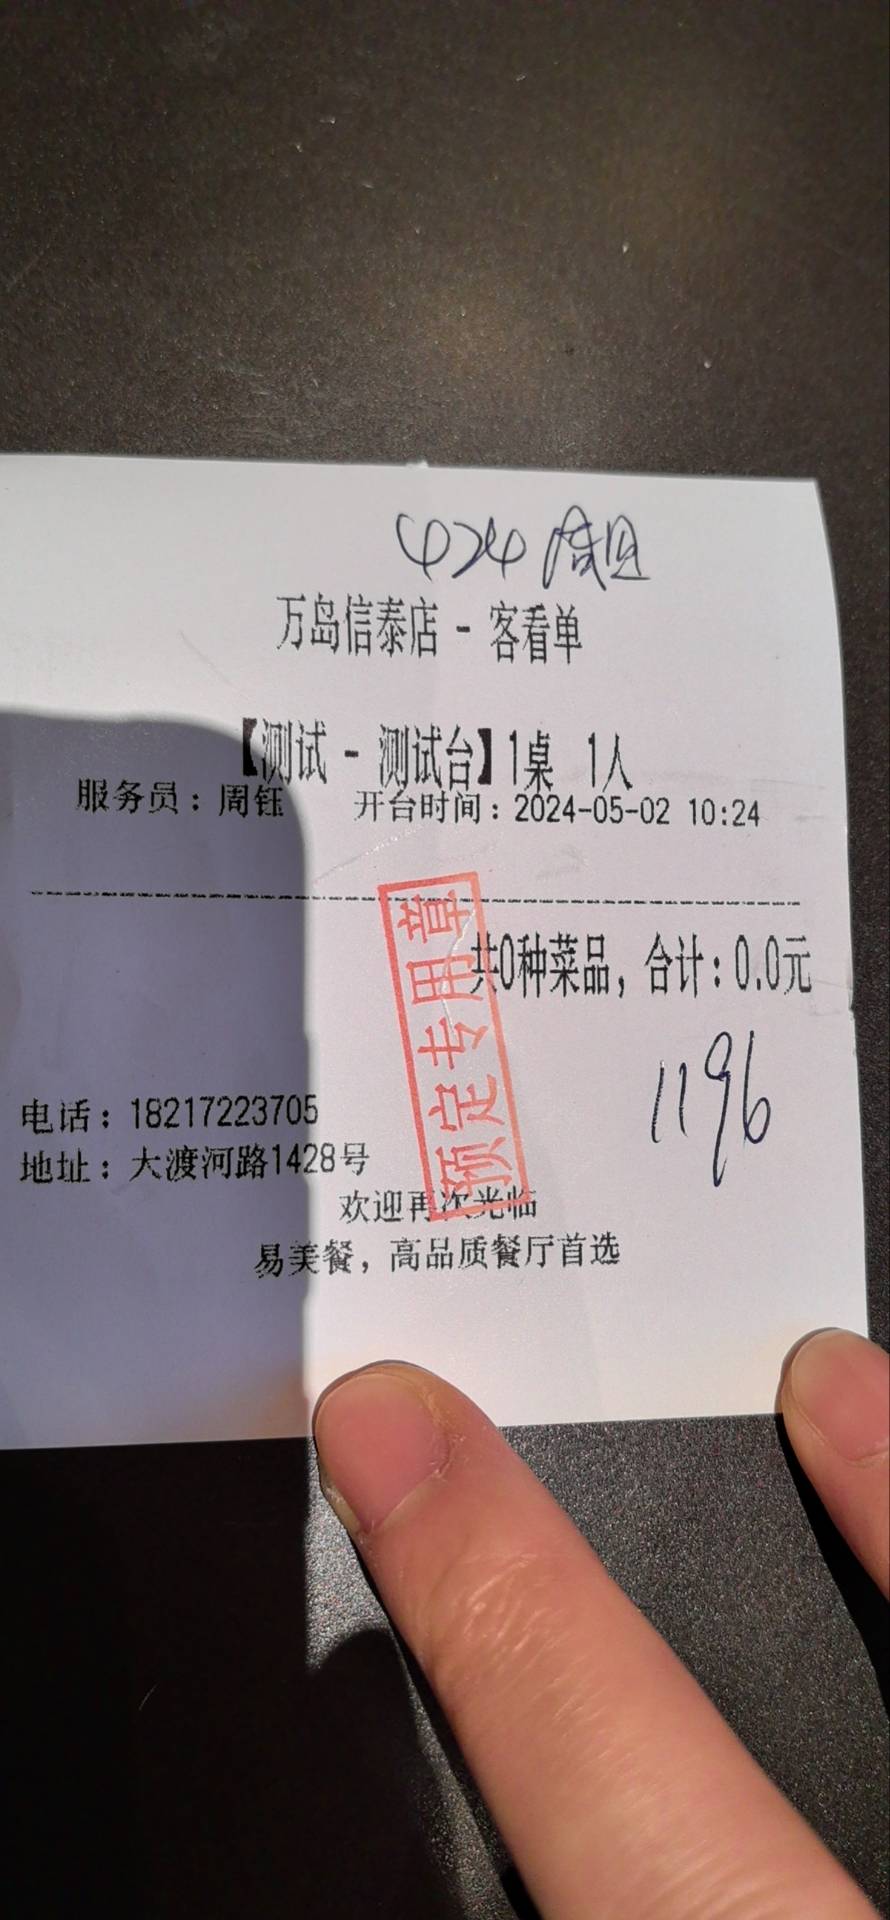 424
万岛信泰店 - 客看单
【测试 - 测试台】1桌 1人
服务员：周钰 开台时间：2024-05-02 10:24
共0种菜品，合计：0.0元
1196
预定专用章
电话：18217223705
地址：大渡河路1428号
欢迎再次光临
易美餐，高品质餐厅首选